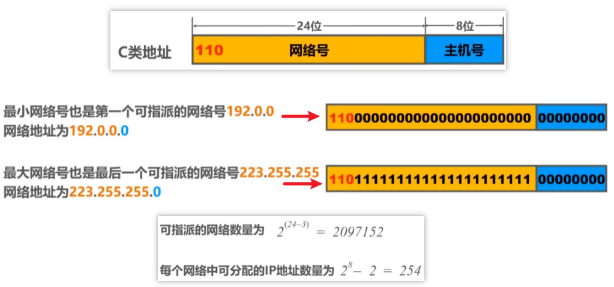 24位 8位
C类地址 110 网络号 主机号
最小网络号也是第一个可指派的网络号192.0.0
网络地址为192.0.0.0
110000000000000000000000 00000000
最大网络号也是最后一个可指派的网络号223.255.255
网络地址为223.255.255.0
110111111111111111111111 00000000
可指派的网络数量为 2^(24-3) = 2097152
每个网络中可分配的IP地址数量为 2^8 - 2 = 254